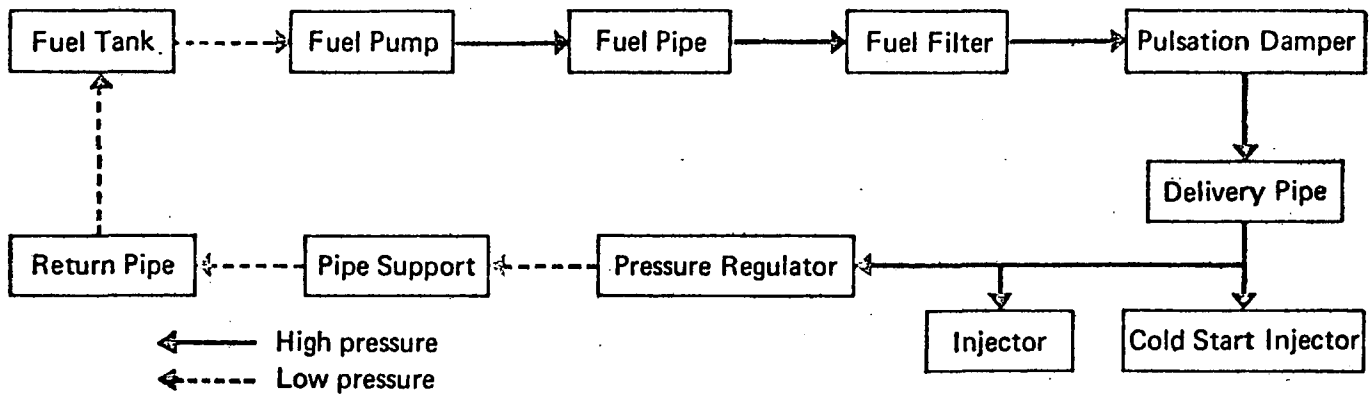 Fuel Tank
Fuel Pump
Fuel Pipe
Fuel Filter
Pulsation Damper
Delivery Pipe
Return Pipe
Pipe Support
Pressure Regulator
Injector
Cold Start Injector
High pressure
Low pressure